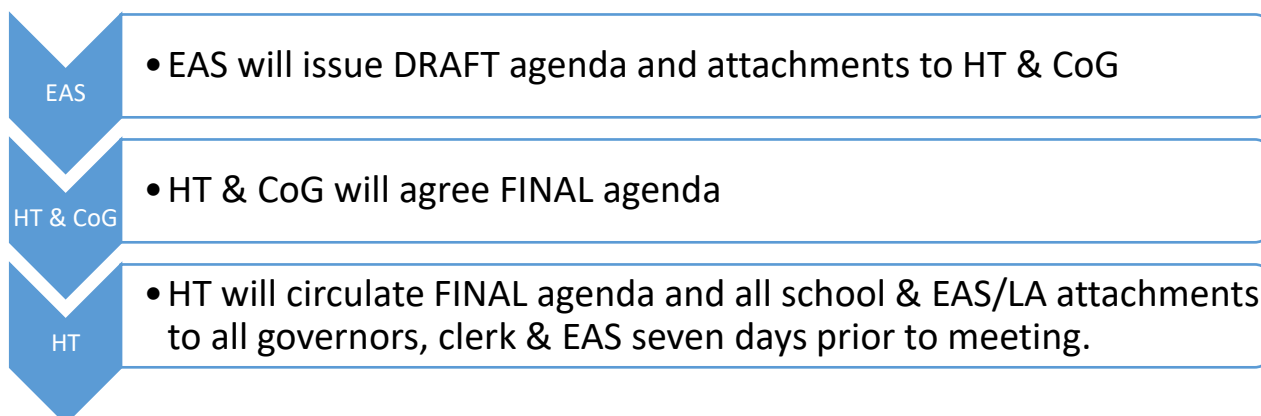 EAS
• EAS will issue DRAFT agenda and attachments to HT & CoG
HT & CoG
• HT & CoG will agree FINAL agenda
HT
• HT will circulate FINAL agenda and all school & EAS/LA attachments
to all governors, clerk & EAS seven days prior to meeting.